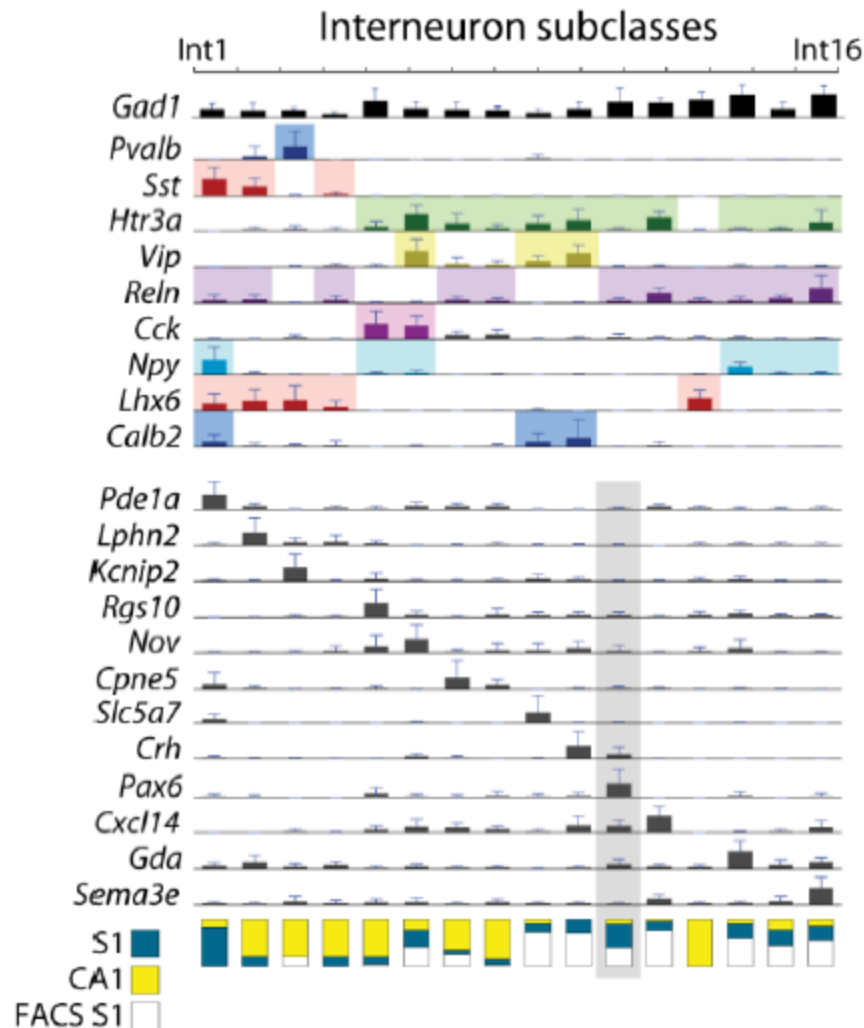 Interneuron subclasses
Int1 Int16
Gad1
Pvalb
Sst
Htr3a
Vip
Reln
Cck
Npy
Lhx6
Calb2
Pde1a
Lphn2
Kcnip2
Rgs10
Nov
Cpne5
Slc5a7
Crh
Pax6
Cxcl14
Gda
Sema3e
S1
CA1
FACS S1